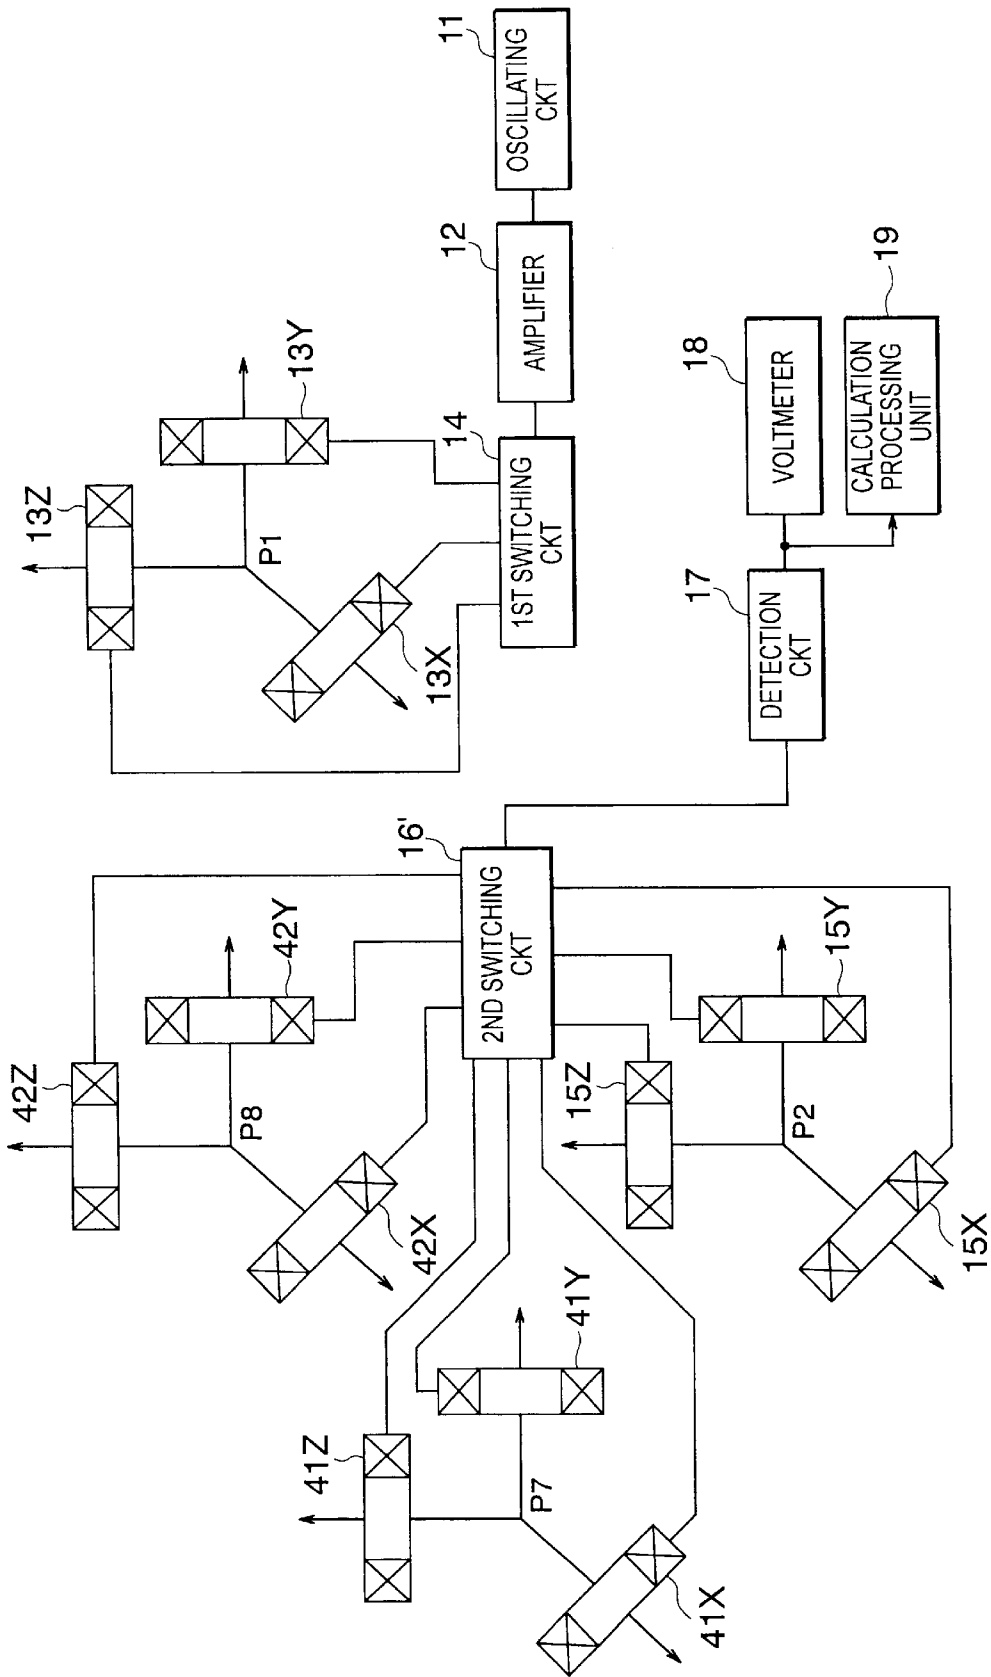 11
OSCILLATING
CKT
12
AMPLIFIER
13Z
13Y
P1
13X
14
1ST SWITCHING
CKT
18
VOLTMETER
19
CALCULATION
PROCESSING
UNIT
17
DETECTION
CKT
16'
2ND SWITCHING
CKT
42Z
42Y
P8
42X
15Z
15Y
P2
15X
41Z
41Y
P7
41X